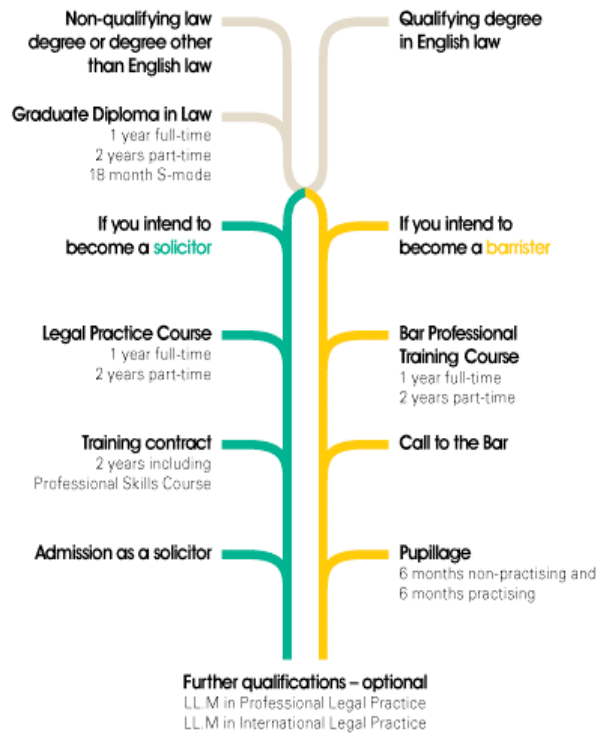 Non-qualifying law
degree or degree other
than English law
Qualifying degree
in English law
Graduate Diploma in Law
1 year full-time
2 years part-time
18 month S-mode
If you intend to
become a solicitor
If you intend to
become a barrister
Legal Practice Course
1 year full-time
2 years part-time
Bar Professional
Training Course
1 year full-time
2 years part-time
Training contract
2 years including
Professional Skills Course
Call to the Bar
Admission as a solicitor
Pupillage
6 months non-practising and
6 months practising
Further qualifications – optional
LL.M in Professional Legal Practice
LL.M in International Legal Practice